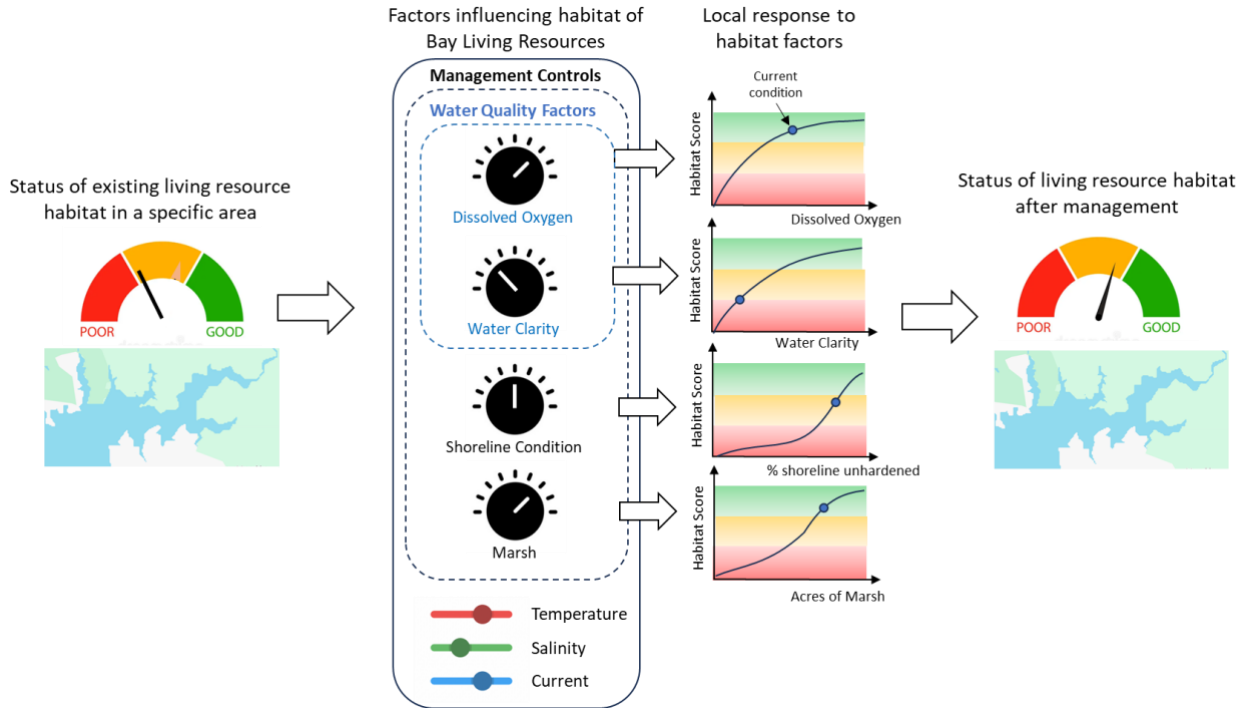 Factors influencing habitat of
Bay Living Resources
Local response to
habitat factors
Management Controls
Water Quality Factors
Dissolved Oxygen
Water Clarity
Shoreline Condition
Marsh
Temperature
Salinity
Current
Status of existing living resource
habitat in a specific area
POOR
GOOD
Current
condition
Habitat Score
Dissolved Oxygen
Habitat Score
Water Clarity
Habitat Score
% shoreline unhardened
Habitat Score
Acres of Marsh
Status of living resource habitat
after management
POOR
GOOD